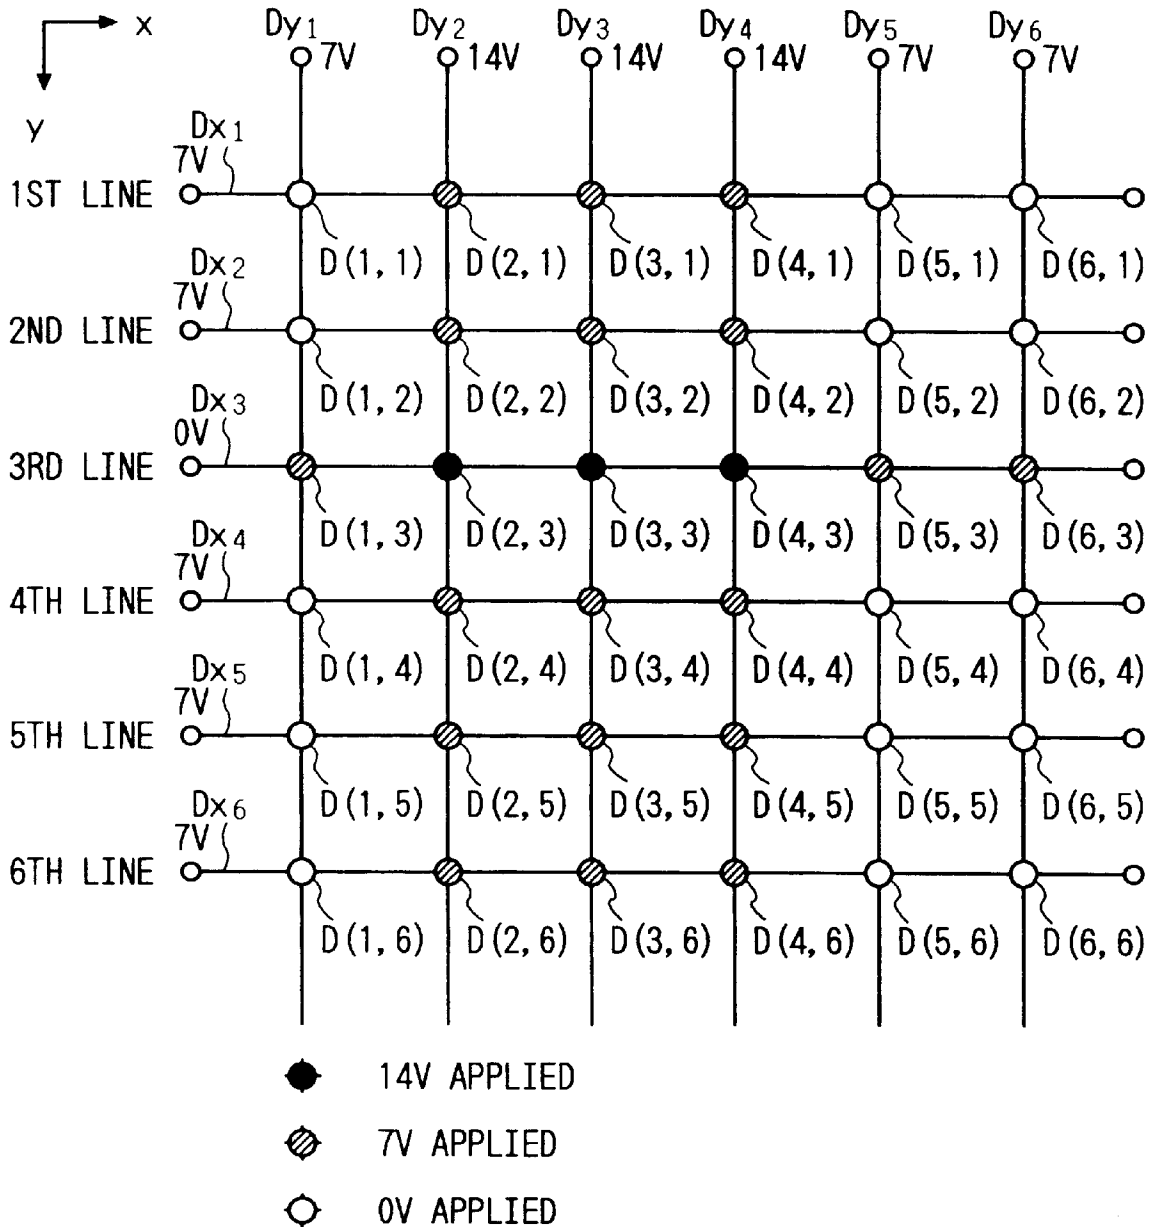 x
y
Dy1 Dy2 Dy3 Dy4 Dy5 Dy6
7V 14V 14V 14V 7V 7V
Dx1
7V
1ST LINE
D(1,1) D(2,1) D(3,1) D(4,1) D(5,1) D(6,1)
Dx2
7V
2ND LINE
D(1,2) D(2,2) D(3,2) D(4,2) D(5,2) D(6,2)
Dx3
0V
3RD LINE
D(1,3) D(2,3) D(3,3) D(4,3) D(5,3) D(6,3)
Dx4
7V
4TH LINE
D(1,4) D(2,4) D(3,4) D(4,4) D(5,4) D(6,4)
Dx5
7V
5TH LINE
D(1,5) D(2,5) D(3,5) D(4,5) D(5,5) D(6,5)
Dx6
7V
6TH LINE
D(1,6) D(2,6) D(3,6) D(4,6) D(5,6) D(6,6)
14V APPLIED
7V APPLIED
0V APPLIED